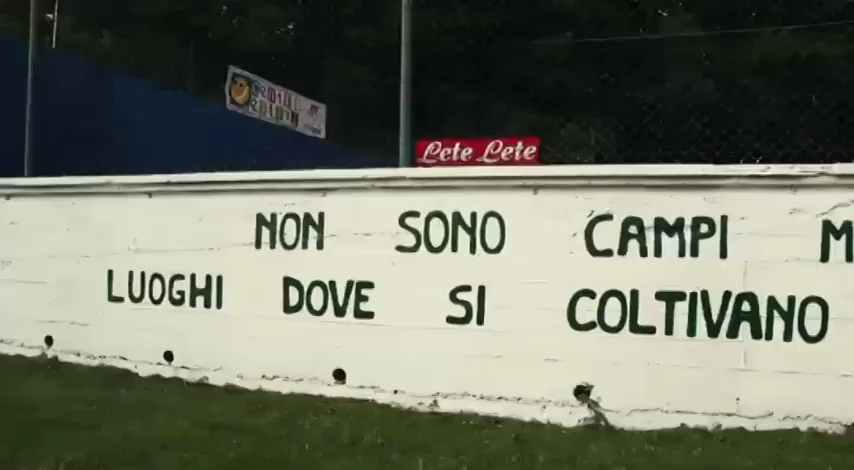 Lete Lete
NON SONO CAMPI M
LUOGHI DOVE SI COLTIVANO